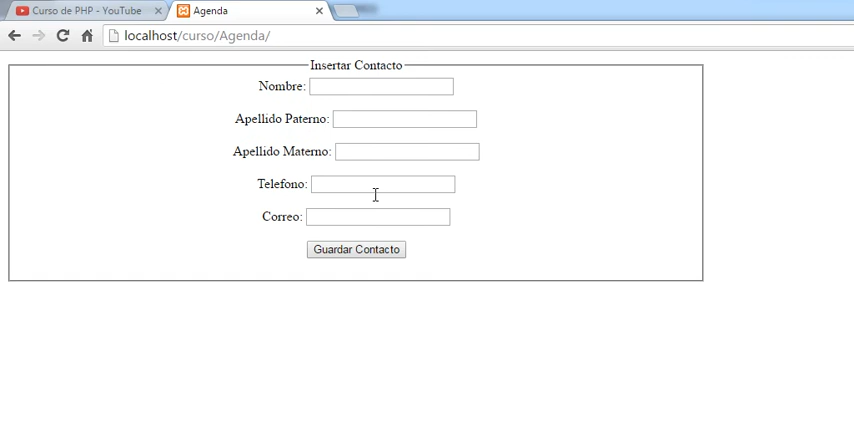 Curso de PHP - YouTube
Agenda
localhost/curso/Agenda/
Insertar Contacto
Nombre:
Apellido Paterno:
Apellido Materno:
Telefono:
Correo:
Guardar Contacto